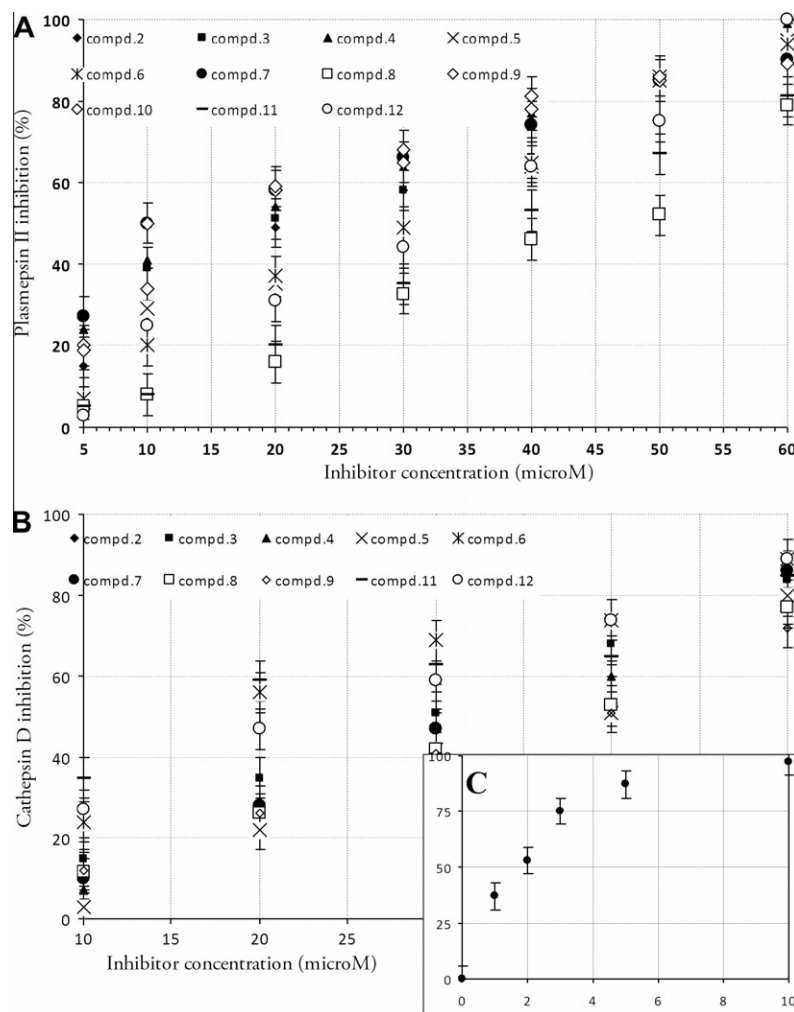 A
compd.2 compd.3 compd.4 compd.5
compd.6 compd.7 compd.8 compd.9
compd.10 compd.11 compd.12
Plasmepsin II inhibition (%)
100
80
60
40
20
0
5 10 15 20 25 30 35 40 45 50 55 60
Inhibitor concentration (microM)
B
compd.2 compd.3 compd.4 compd.5 compd.6
compd.7 compd.8 compd.9 compd.11 compd.12
Cathepsin D inhibition (%)
100
80
60
40
20
0
10 15 20 25
Inhibitor concentration (microM)
C
100
75
50
25
0
0 2 4 6 8 10